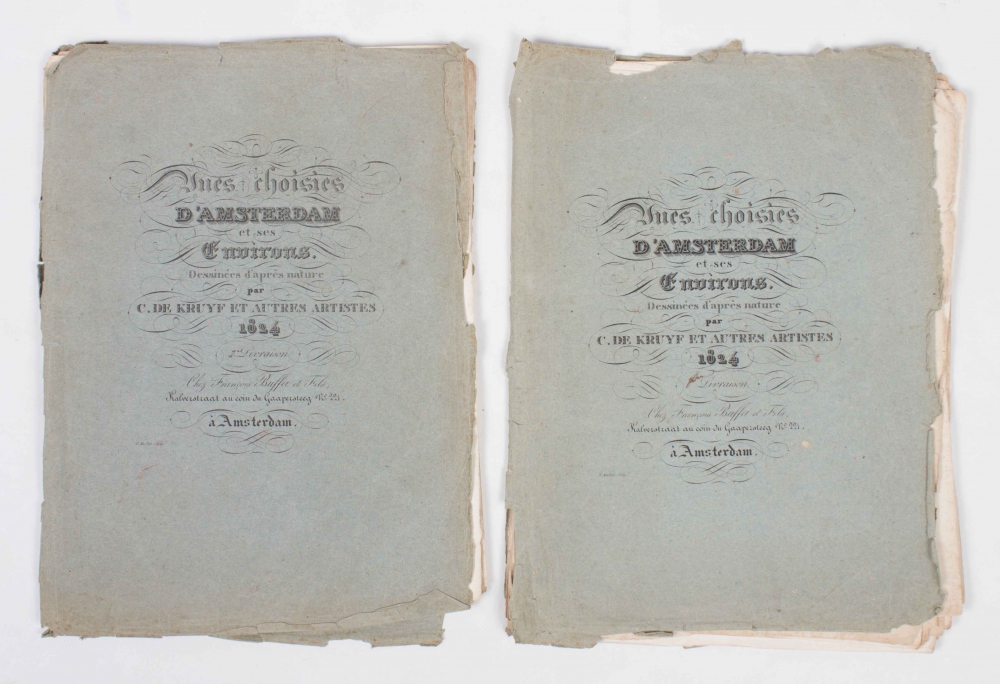 Vues choisies
D'AMSTERDAM
et ses
Environs.
Dessinées d'après nature
par
C. DE KRUYF ET AUTRES ARTISTES
1824
2me Livraison
Chez François Buffa et Fils,
Kalverstraat au coin du Gaapersteeg No. 221.
à Amsterdam.
Vues choisies
D'AMSTERDAM
et ses
Environs.
Dessinées d'après nature
par
C. DE KRUYF ET AUTRES ARTISTES
1824
Livraison
Chez François Buffa et Fils,
Kalverstraat au coin du Gaapersteeg No. 221.
à Amsterdam.